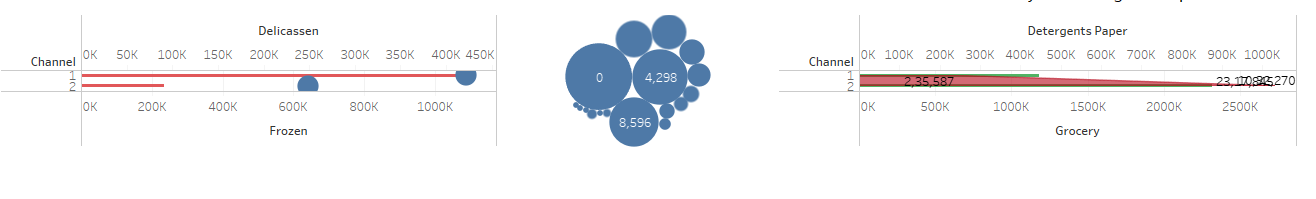 Delicassen
0K 50K 100K 150K 200K 250K 300K 350K 400K 450K
Channel
1
2
0K 200K 400K 600K 800K 1000K
Frozen
0
4,298
8,596
Detergents Paper
0K 100K 200K 300K 400K 500K 600K 700K 800K 900K 1000K
Channel
1
2
2,35,587
0K 500K 1000K 1500K 2000K 2500K
Grocery